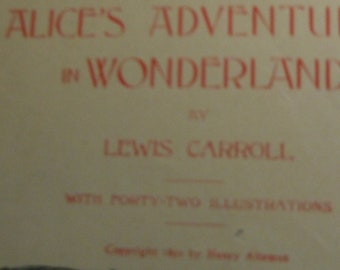 ALICE'S ADVENTU
IN WONDERLAND
BY
LEWIS CARROLL.
WITH FORTY-TWO ILLUSTRATIONS
Copyright by Henry Altemus